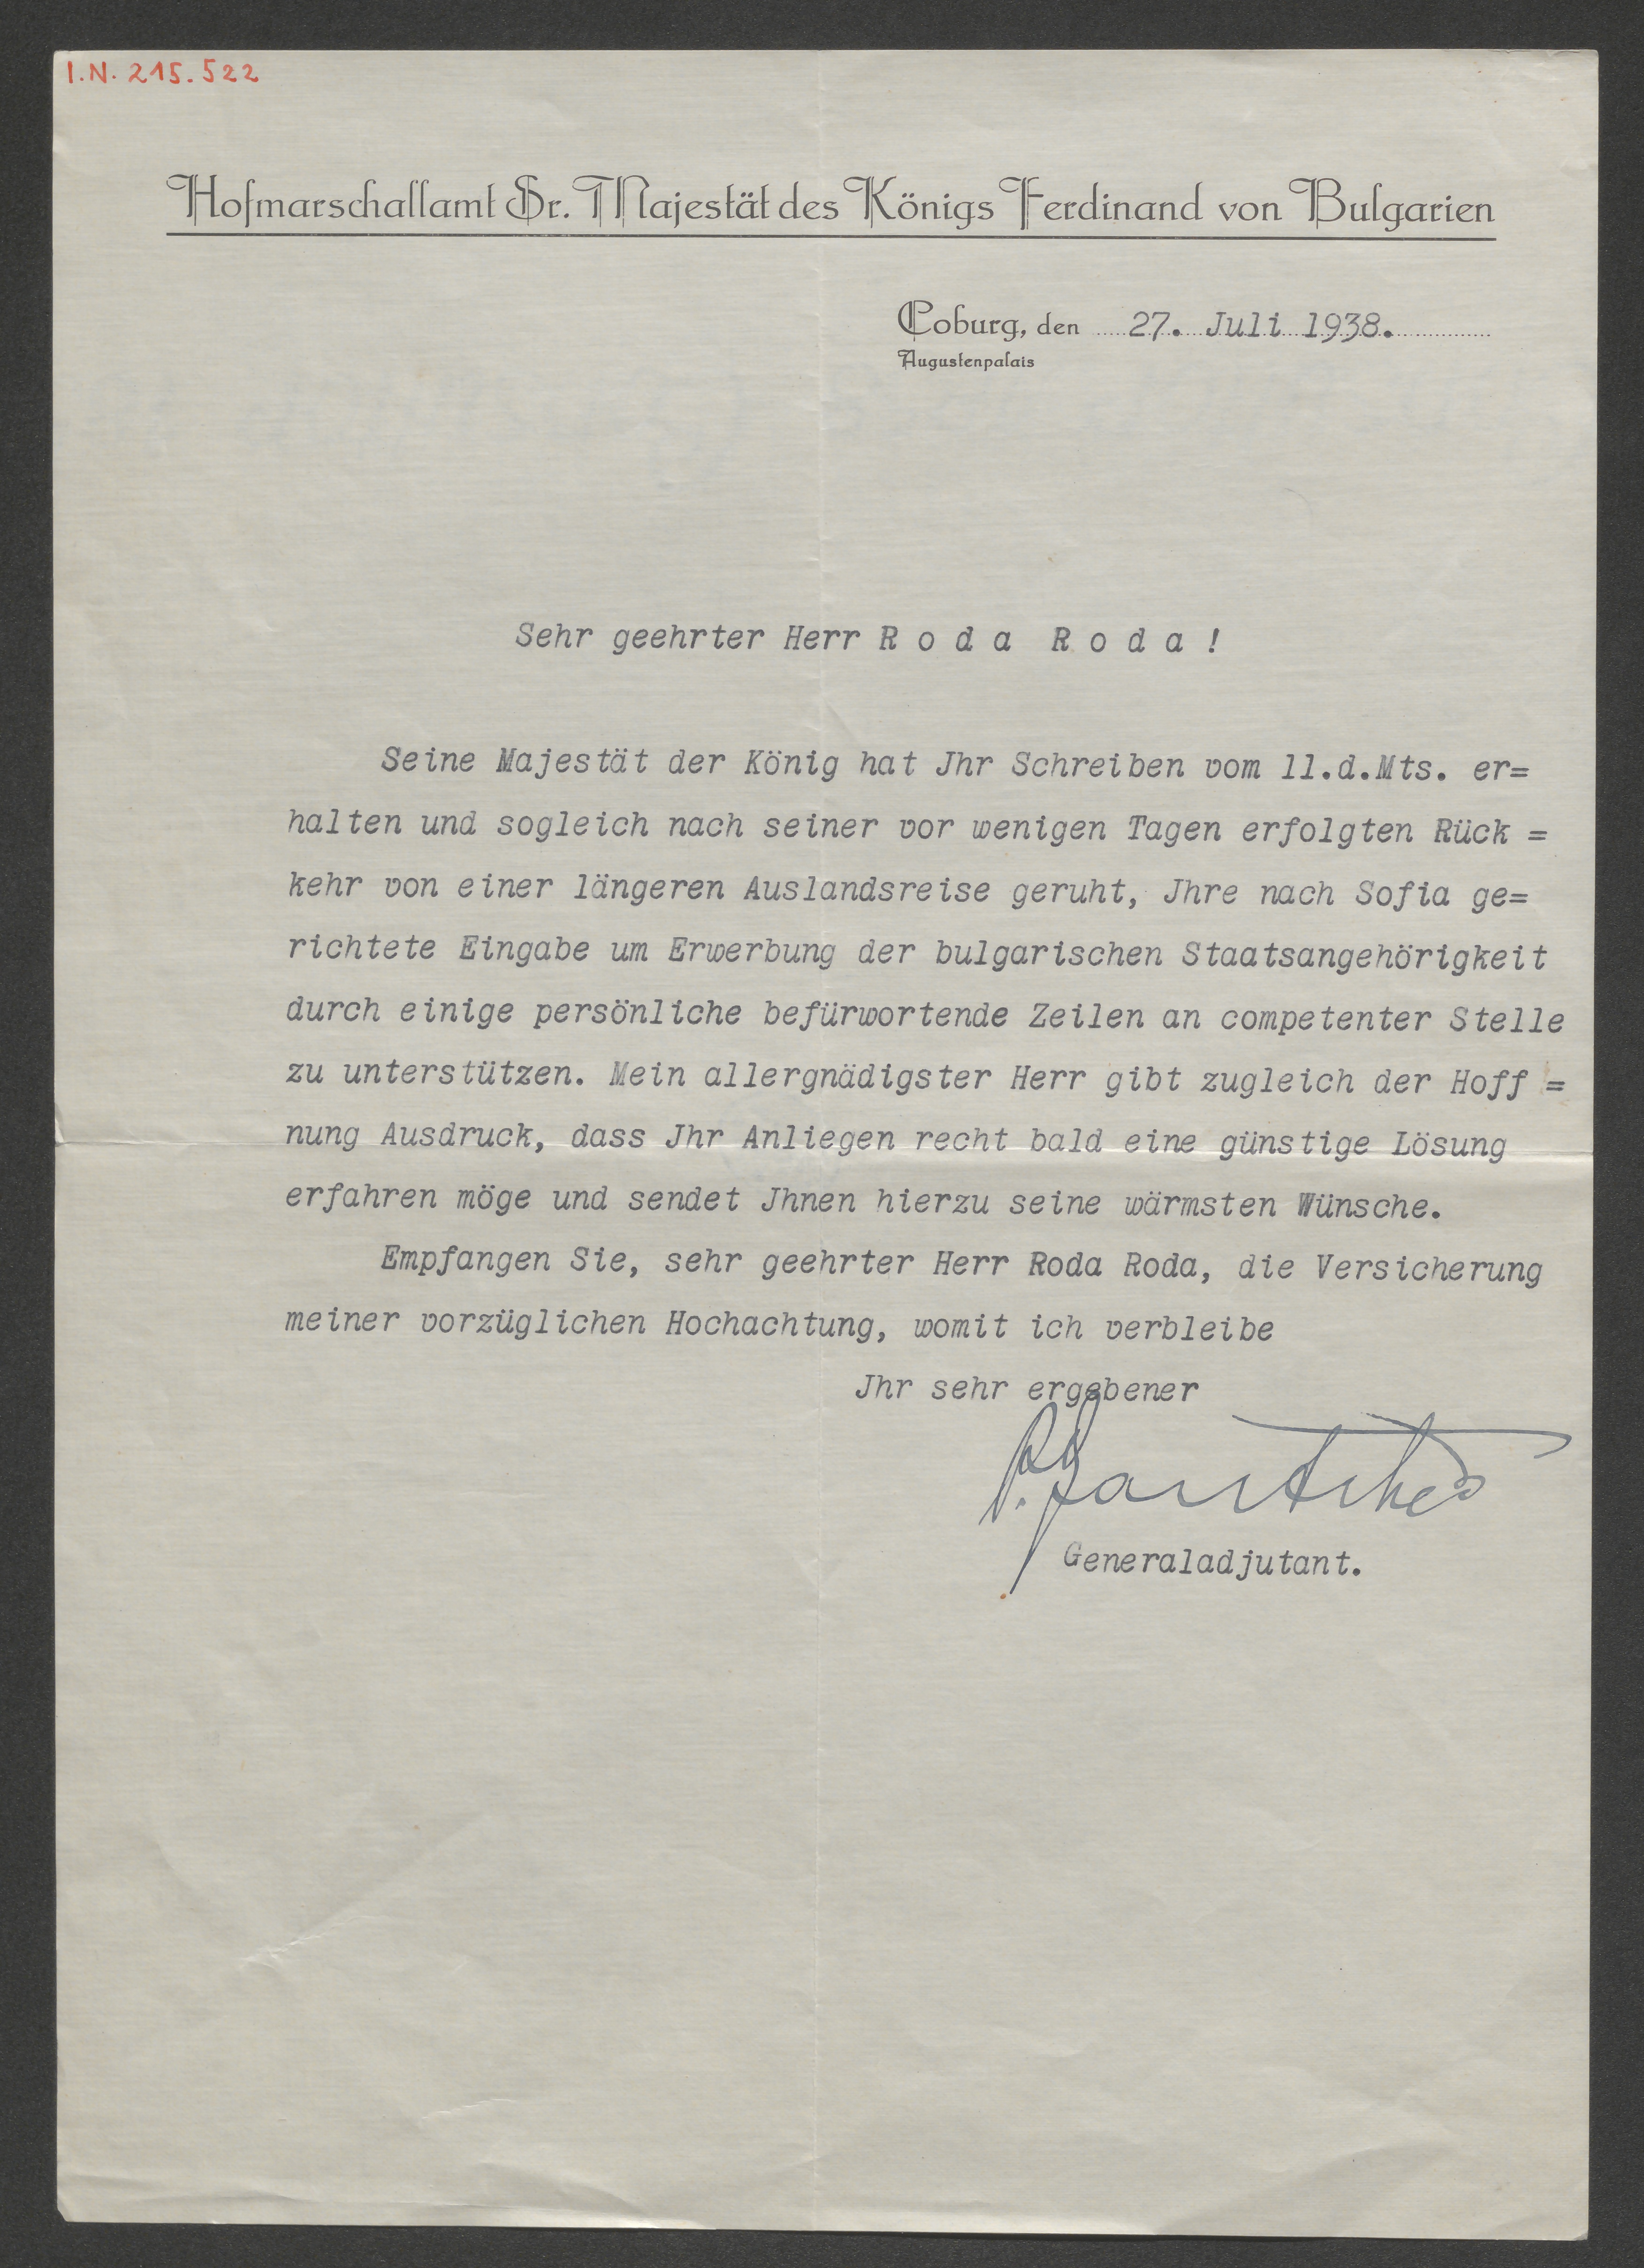 I.N. 215.522
Hofmarschallamt Sr. Majestät des Königs Ferdinand von Bulgarien
Coburg, den 27. Juli 1938.
Augustenpalais
Sehr geehrter Herr R o d a R o d a !
Seine Majestät der König hat Jhr Schreiben vom 11.d.Mts. er=
halten und sogleich nach seiner vor wenigen Tagen erfolgten Rück =
kehr von einer längeren Auslandsreise geruht, Jhre nach Sofia ge=
richtete Eingabe um Erwerbung der bulgarischen Staatsangehörigkeit
durch einige persönliche befürwortende Zeilen an competenter Stelle
zu unterstützen. Mein allergnädigster Herr gibt zugleich der Hoff =
nung Ausdruck, dass Jhr Anliegen recht bald eine günstige Lösung
erfahren möge und sendet Jhnen hierzu seine wärmsten Wünsche.
Empfangen Sie, sehr geehrter Herr Roda Roda, die Versicherung
meiner vorzüglichen Hochachtung, womit ich verbleibe
Jhr sehr ergebener
Generaladjutant.